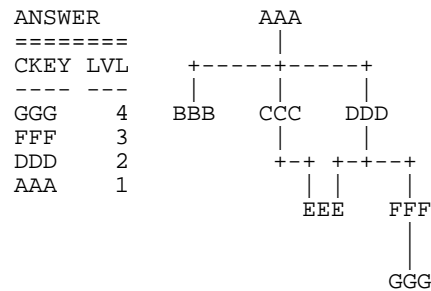 ANSWER AAA
========
CKEY LVL
---- ---
GGG 4 BBB CCC DDD
FFF 3
DDD 2
AAA 1
EEE FFF
GGG